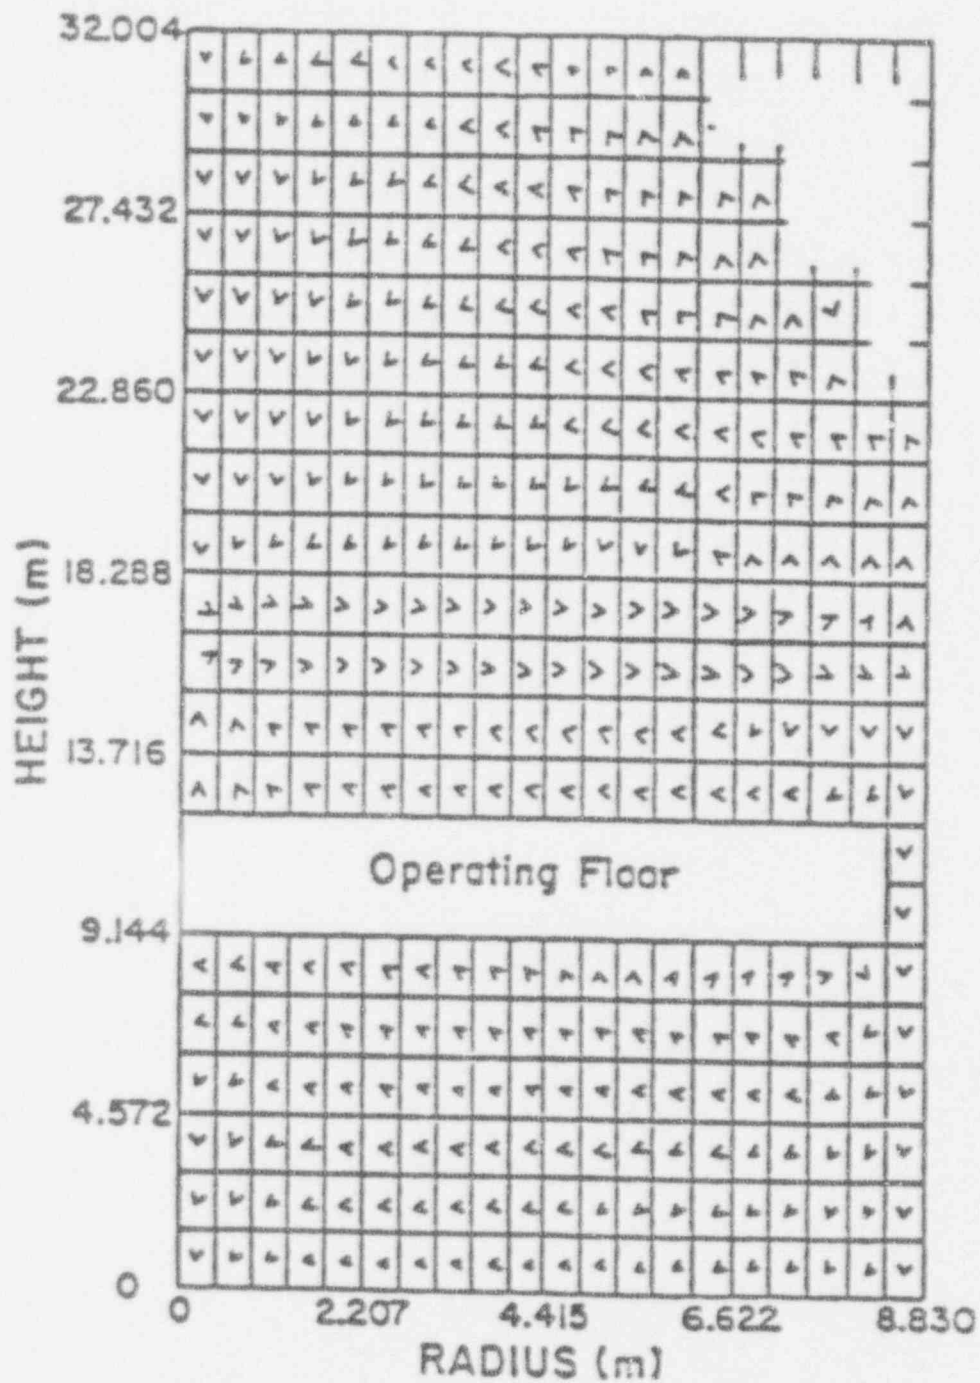 32.004
27.432
22.860
18.288
13.716
9.144
4.572
0
HEIGHT (m)
Operating Floor
0 2.207 4.415 6.622 8.830
RADIUS (m)